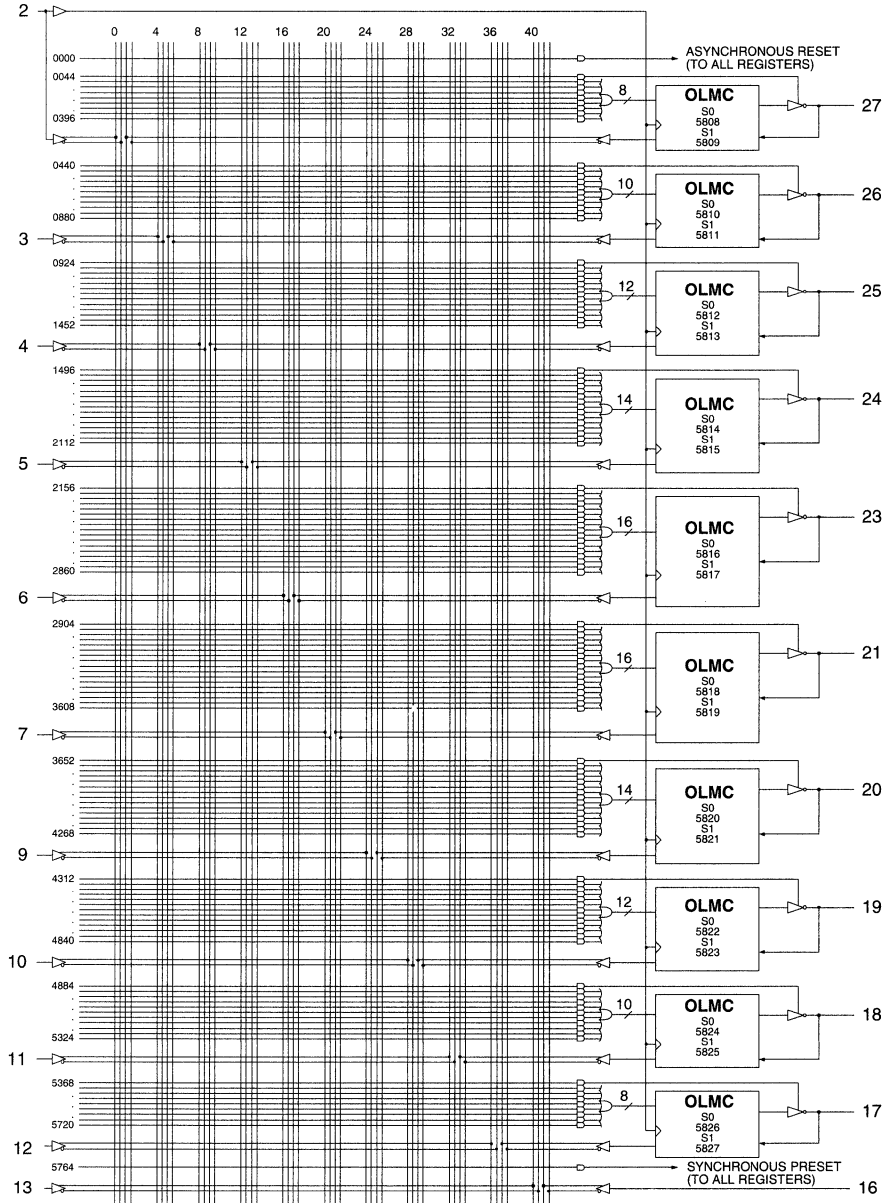 2
0 4 8 12 16 20 24 28 32 36 40
0000
ASYNCHRONOUS RESET
(TO ALL REGISTERS)
0044
0396
8
OLMC
S0
5808
S1
5809
27
0440
0880
10
OLMC
S0
5810
S1
5811
26
3
0924
1452
12
OLMC
S0
5812
S1
5813
25
4
1496
2112
14
OLMC
S0
5814
S1
5815
24
5
2156
2860
16
OLMC
S0
5816
S1
5817
23
6
2904
3608
16
OLMC
S0
5818
S1
5819
21
7
3652
4268
14
OLMC
S0
5820
S1
5821
20
9
4312
4840
12
OLMC
S0
5822
S1
5823
19
10
4884
5324
10
OLMC
S0
5824
S1
5825
18
11
5368
5720
8
OLMC
S0
5826
S1
5827
17
12
5764
SYNCHRONOUS PRESET
(TO ALL REGISTERS)
13
16